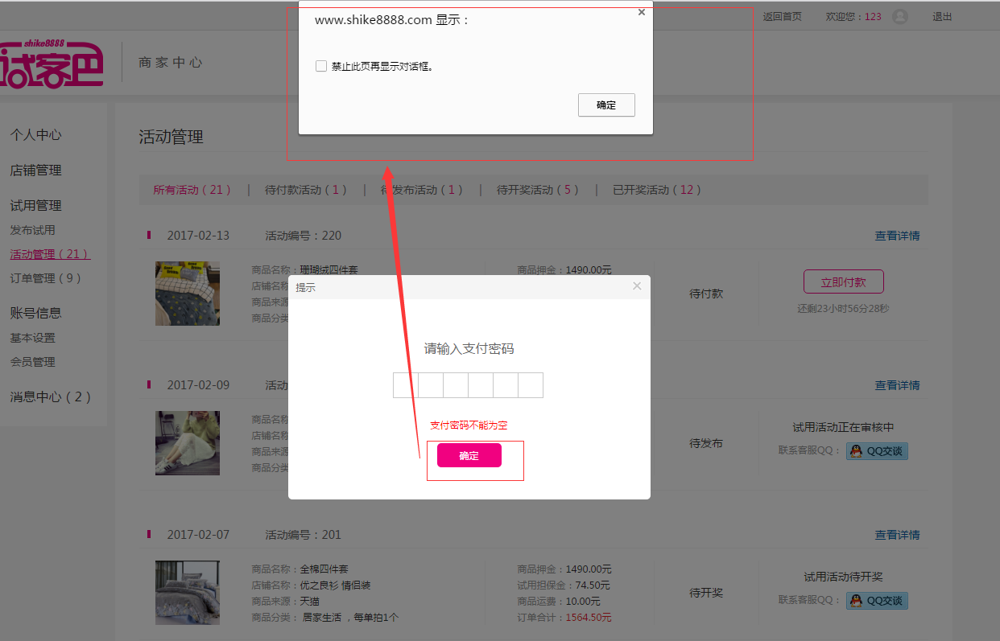 www.shike8888.com 显示：
×
禁止此页再显示对话框。
确定
返回首页 欢迎您：123 退出
shike8888
试客巴
商家中心
个人中心
店铺管理
试用管理
发布试用
活动管理（21）
订单管理（9）
账号信息
基本设置
会员管理
消息中心（2）
活动管理
所有活动（21） | 待付款活动（1） | 待发布活动（1） | 待开奖活动（5） | 已开奖活动（12）
2017-02-13 活动编号：220 查看详情
商品名称：珊瑚绒四件套
店铺名称
商品来源
商品分类
商品押金：1490.00元
待付款
立即付款
还剩23小时56分28秒
提示 ×
请输入支付密码
支付密码不能为空
确定
2017-02-09 活动 查看详情
商品名称
店铺名称
商品来源
商品分类
待发布
试用活动正在审核中
联系客服QQ： QQ交谈
2017-02-07 活动编号：201 查看详情
商品名称：全棉四件套
店铺名称：优之良衫 情侣装
商品来源：天猫
商品分类： 居家生活 ，每单拍1个
商品押金：1490.00元
试用担保金：74.50元
商品运费：10.00元
订单合计：1564.50元
待开奖
试用活动待开奖
联系客服QQ： QQ交谈